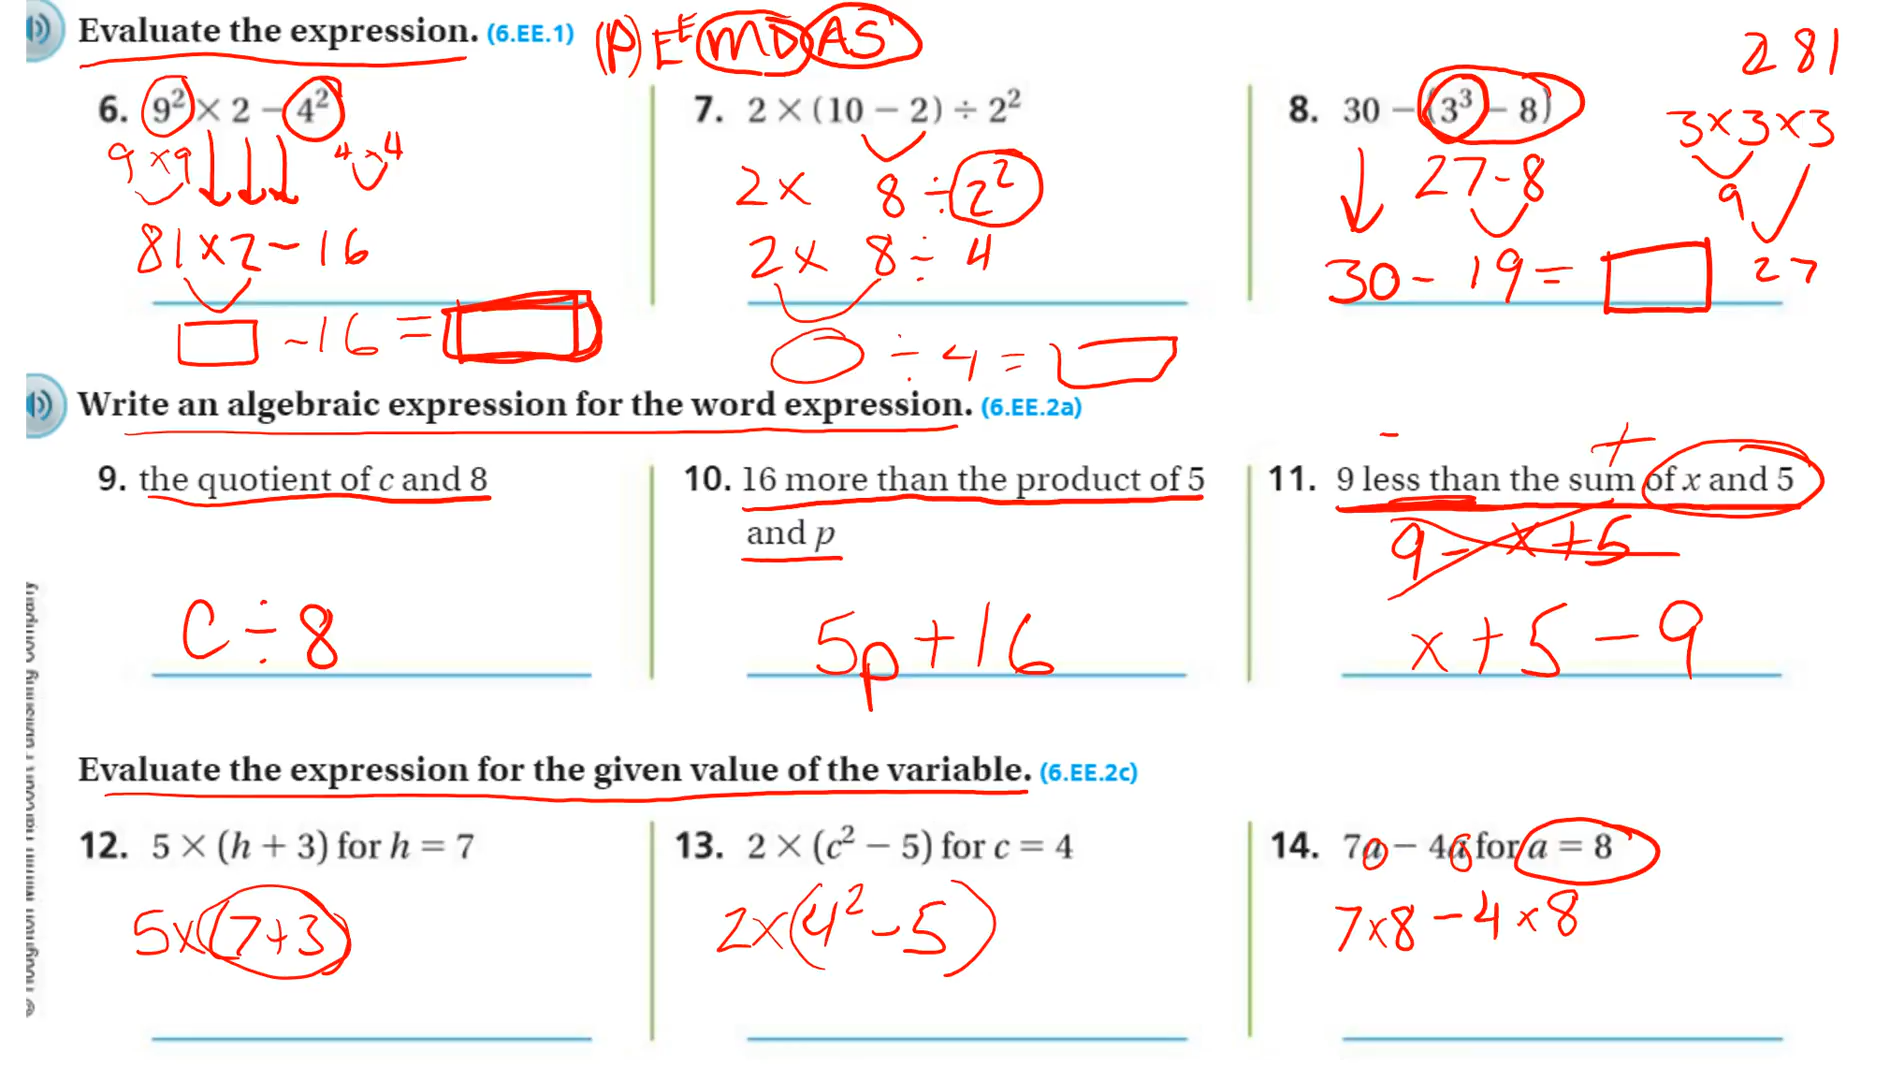 Evaluate the expression. (6.EE.1) (P) E E MD AS
281
6. 9² × 2 − 4²
7. 2 × (10 − 2) ÷ 2²
8. 30 − (3³ − 8)
3×3×3
9 × 9
4 × 4
2 × 8 ÷ 2²
27 - 8
9
81 × 2 - 16
2 × 8 ÷ 4
30 - 19 =
27
- 16 =
÷ 4 =
Write an algebraic expression for the word expression. (6.EE.2a)
- +
9. the quotient of c and 8
10. 16 more than the product of 5
and p
11. 9 less than the sum of x and 5
9 - x + 5
c ÷ 8
5p + 16
x + 5 - 9
Evaluate the expression for the given value of the variable. (6.EE.2c)
12. 5 × (h + 3) for h = 7
13. 2 × (c² − 5) for c = 4
14. 7a − 4a for a = 8
5×(7+3)
2×(4² - 5)
7×8 - 4×8